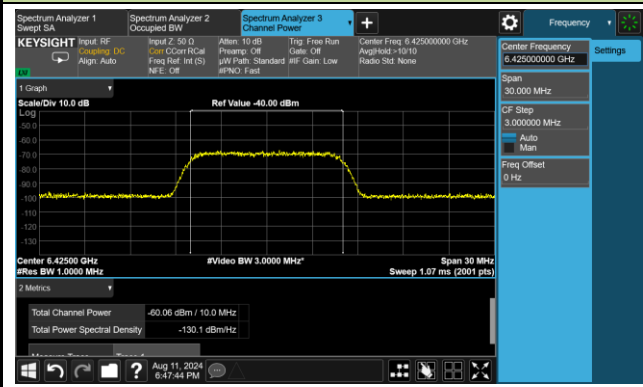 Spectrum Analyzer 1
Swept SA
Spectrum Analyzer 2
Occupied BW
Spectrum Analyzer 3
Channel Power
Frequency
KEYSIGHT
Input: RF
Coupling: DC
Align: Auto
Input Z: 50 Ω
Corr CCorr RCal
Freq Ref: Int (S)
NFE: Off
Atten: 10 dB
Preamp: Off
µW Path: Standard
#PNO: Fast
Trig: Free Run
Gate: Off
#IF Gain: Low
Center Freq: 6.425000000 GHz
Avg|Hold:>10/10
Radio Std: None
Center Frequency
6.425000000 GHz
Settings
Span
30.000 MHz
CF Step
3.000000 MHz
Auto
Man
Freq Offset
0 Hz
1 Graph
Scale/Div 10.0 dB
Ref Value -40.00 dBm
Log
-50.0
-60.0
-70.0
-80.0
-90.0
-100
-110
-120
-130
Center 6.42500 GHz
#Video BW 3.0000 MHz*
Span 30 MHz
#Res BW 1.0000 MHz
Sweep 1.07 ms (2001 pts)
2 Metrics
Total Channel Power
-60.06 dBm / 10.0 MHz
Total Power Spectral Density
-130.1 dBm/Hz
Aug 11, 2024
6:47:44 PM